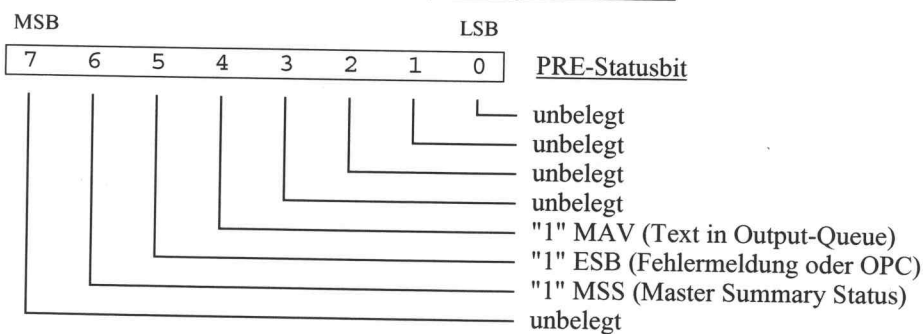 MSB LSB
7 6 5 4 3 2 1 0 PRE-Statusbit
unbelegt
unbelegt
unbelegt
unbelegt
"1" MAV (Text in Output-Queue)
"1" ESB (Fehlermeldung oder OPC)
"1" MSS (Master Summary Status)
unbelegt